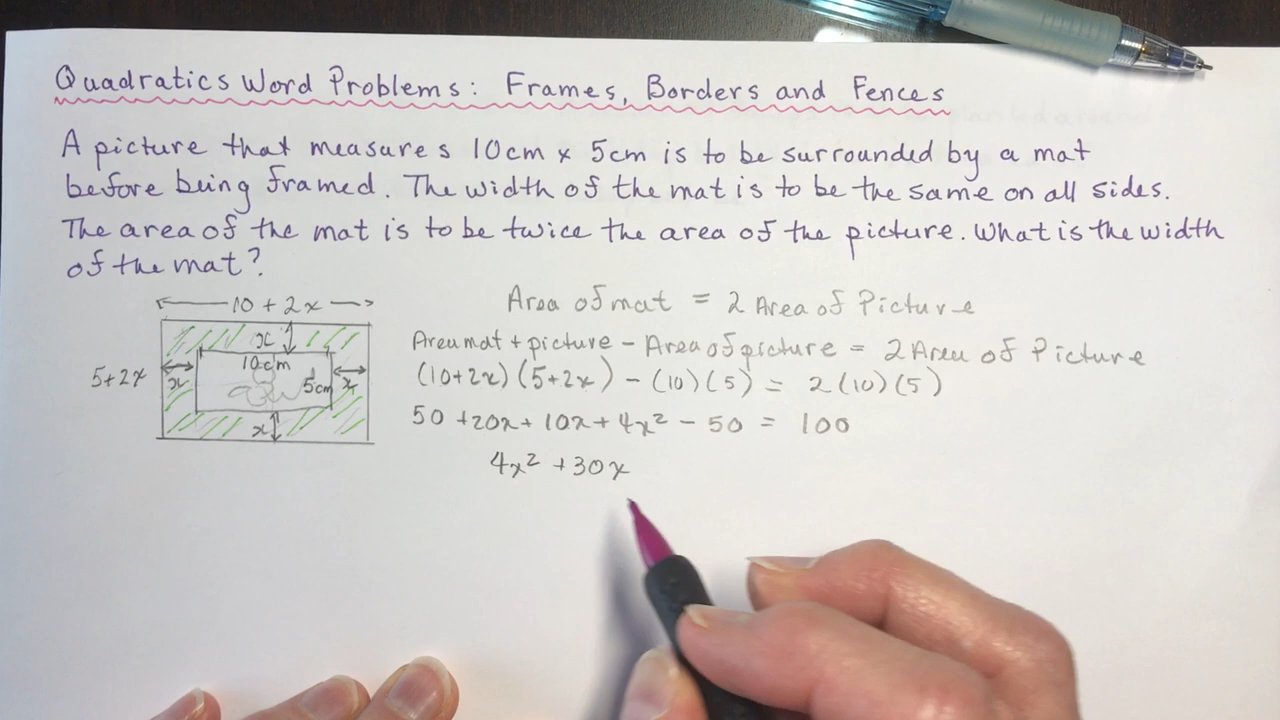 Quadratics Word Problems: Frames, Borders and Fences
A picture that measures 10cm x 5cm is to be surrounded by a mat
before being framed. The width of the mat is to be the same on all sides.
The area of the mat is to be twice the area of the picture. What is the width
of the mat?
10 + 2x
Area of mat = 2 Area of Picture
x
Area mat + picture - Area of picture = 2 Area of Picture
10cm
5+2x
x
5cm
x
(10+2x)(5+2x) - (10)(5) = 2(10)(5)
x
50 + 20x + 10x + 4x² - 50 = 100
4x² + 30x